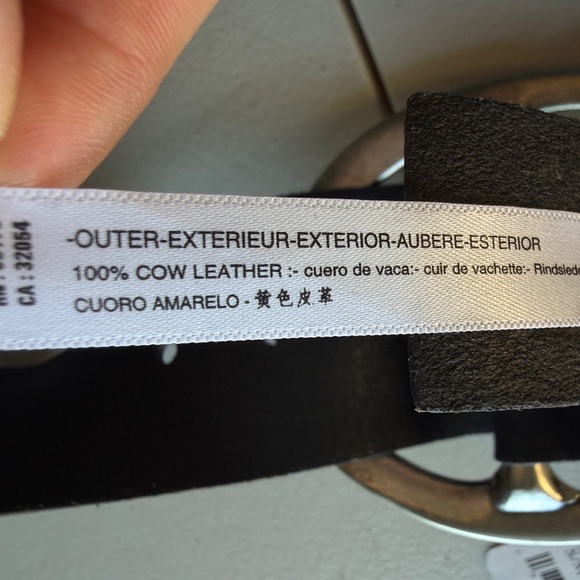 -OUTER-EXTERIEUR-EXTERIOR-AUBERE-ESTERIOR
100% COW LEATHER :- cuero de vaca:- cuir de vachette:- Rindslede
CUORO AMARELO - 黄色皮革
CA : 32054